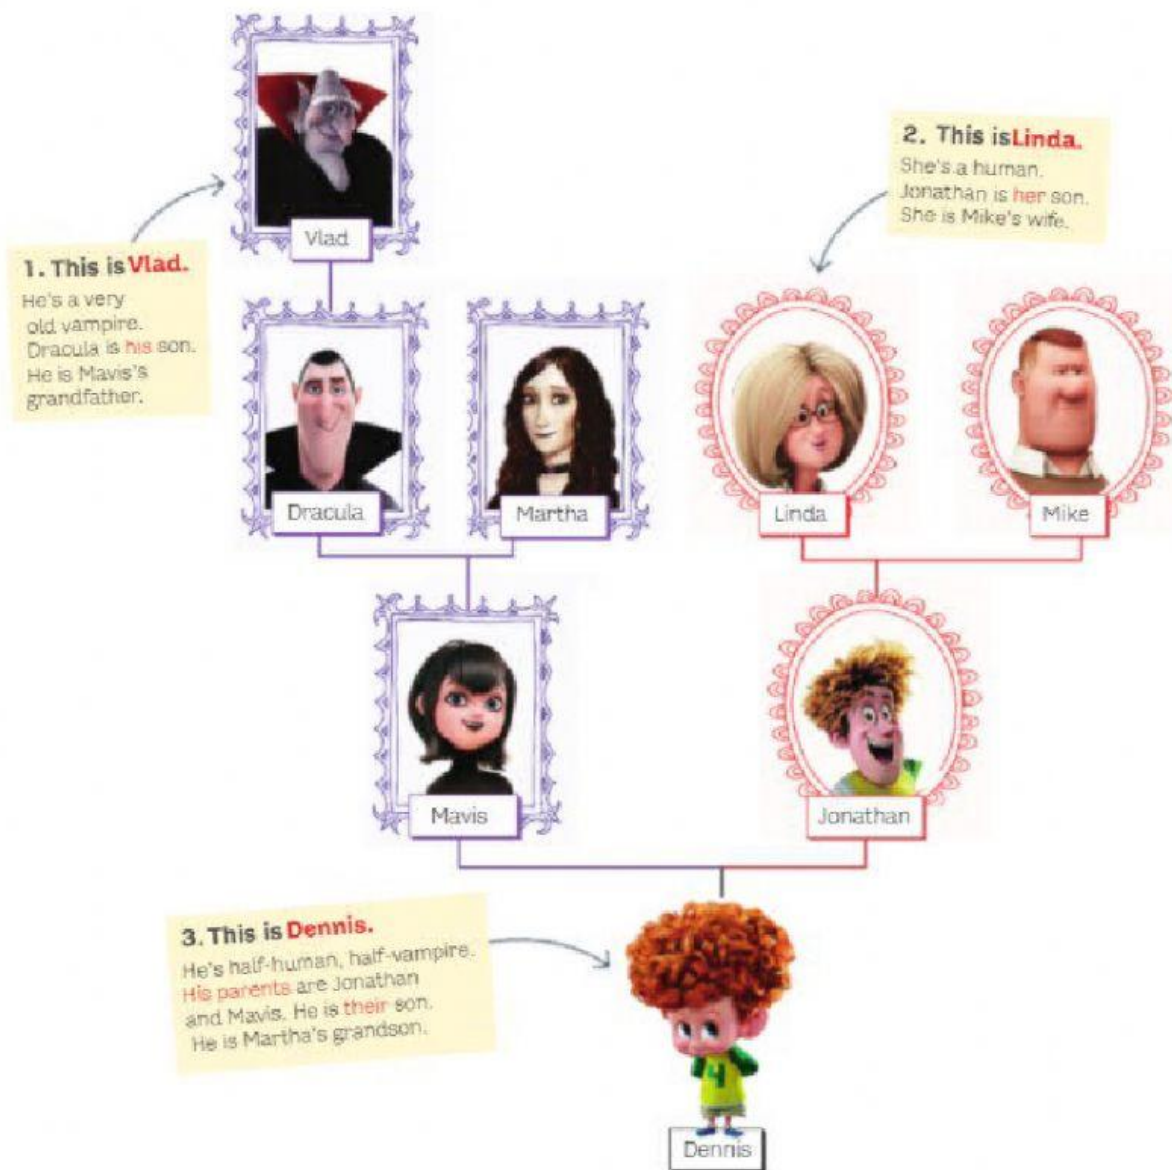 Vlad
1. This is Vlad.
He's a very
old vampire.
Dracula is his son.
He is Mavis's
grandfather.
2. This isLinda.
She's a human.
Jonathan is her son.
She is Mike's wife.
Dracula
Martha
Linda
Mike
Mavis
Jonathan
3. This is Dennis.
He's half-human, half-vampire.
His parents are Jonathan
and Mavis. He is their son.
He is Martha's grandson.
4
Dennis